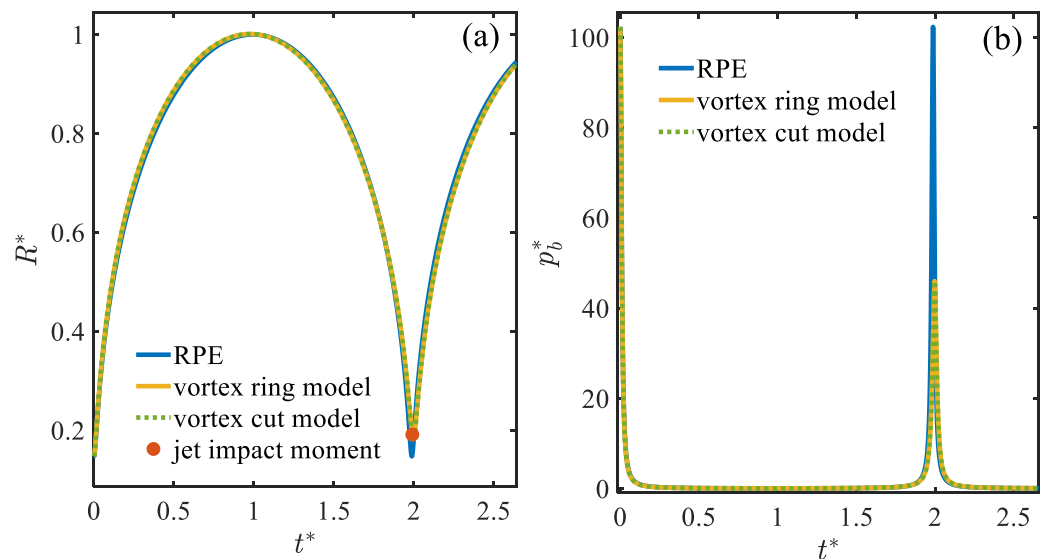 (a)
1
0.8
0.6
0.4
0.2
R*
RPE
vortex ring model
vortex cut model
jet impact moment
0
0.5
1
1.5
2
2.5
t*
(b)
100
80
60
40
20
0
p_b^*
RPE
vortex ring model
vortex cut model
0
0.5
1
1.5
2
2.5
t*